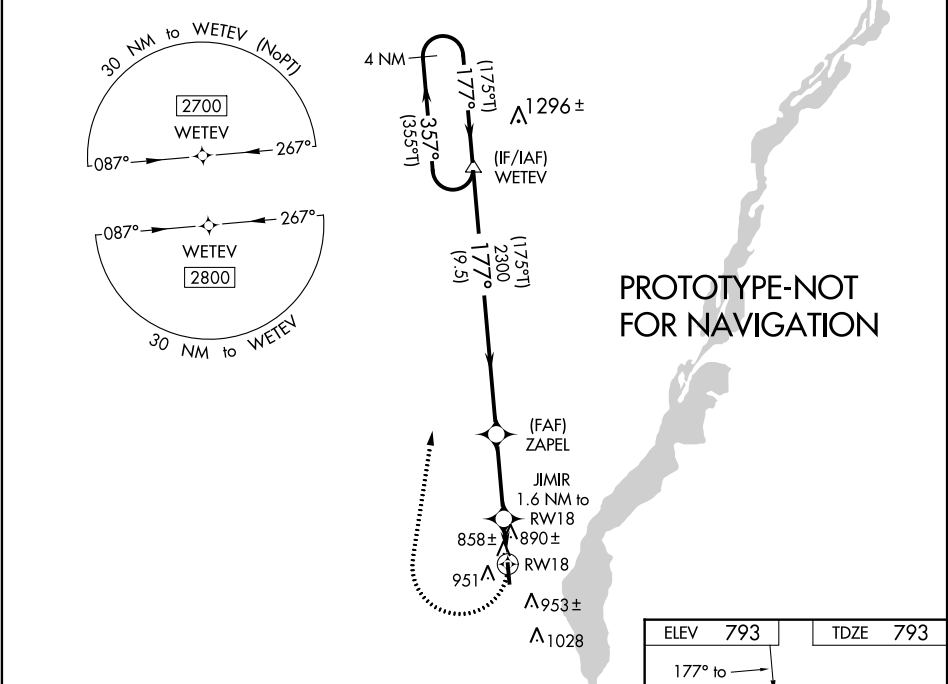 30 NM to WETEV (NoPT)
2700
WETEV
087°
267°
087°
267°
WETEV
2800
30 NM to WETEV
4 NM
177°
(175°T)
357°
(355°T)
1296±
(IF/IAF)
WETEV
2300
(175°T)
177°
(9.5)
PROTOTYPE-NOT
FOR NAVIGATION
(FAF)
ZAPEL
JIMIR
1.6 NM to
RW18
858±
890±
RW18
951
953±
1028
ELEV 793
TDZE 793
177° to